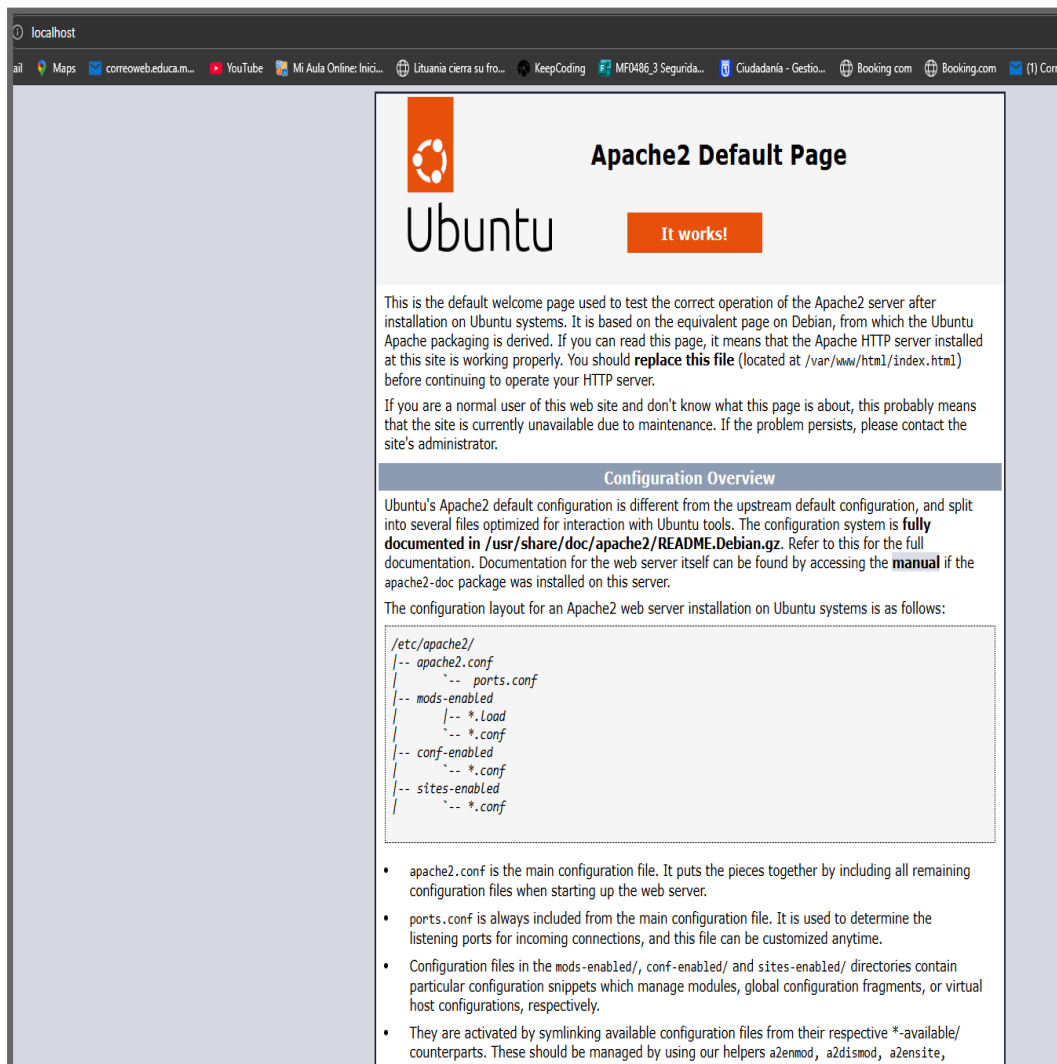 localhost
ail Maps correoweb.educa.m... YouTube Mi Aula Online: Inici... Lituania cierra su fro... KeepCoding MF0486_3 Segurida... Ciudadanía - Gestio... Booking com Booking.com (1) Corr
Apache2 Default Page
Ubuntu
It works!
This is the default welcome page used to test the correct operation of the Apache2 server after
installation on Ubuntu systems. It is based on the equivalent page on Debian, from which the Ubuntu
Apache packaging is derived. If you can read this page, it means that the Apache HTTP server installed
at this site is working properly. You should replace this file (located at /var/www/html/index.html)
before continuing to operate your HTTP server.
If you are a normal user of this web site and don't know what this page is about, this probably means
that the site is currently unavailable due to maintenance. If the problem persists, please contact the
site's administrator.
Configuration Overview
Ubuntu's Apache2 default configuration is different from the upstream default configuration, and split
into several files optimized for interaction with Ubuntu tools. The configuration system is fully
documented in /usr/share/doc/apache2/README.Debian.gz. Refer to this for the full
documentation. Documentation for the web server itself can be found by accessing the manual if the
apache2-doc package was installed on this server.
The configuration layout for an Apache2 web server installation on Ubuntu systems is as follows:
/etc/apache2/
|-- apache2.conf
|       `--  ports.conf
|-- mods-enabled
|       |-- *.load
|       `-- *.conf
|-- conf-enabled
|       `-- *.conf
|-- sites-enabled
|       `-- *.conf
• apache2.conf is the main configuration file. It puts the pieces together by including all remaining
configuration files when starting up the web server.
• ports.conf is always included from the main configuration file. It is used to determine the
listening ports for incoming connections, and this file can be customized anytime.
• Configuration files in the mods-enabled/, conf-enabled/ and sites-enabled/ directories contain
particular configuration snippets which manage modules, global configuration fragments, or virtual
host configurations, respectively.
• They are activated by symlinking available configuration files from their respective *-available/
counterparts. These should be managed by using our helpers a2enmod, a2dismod, a2ensite,